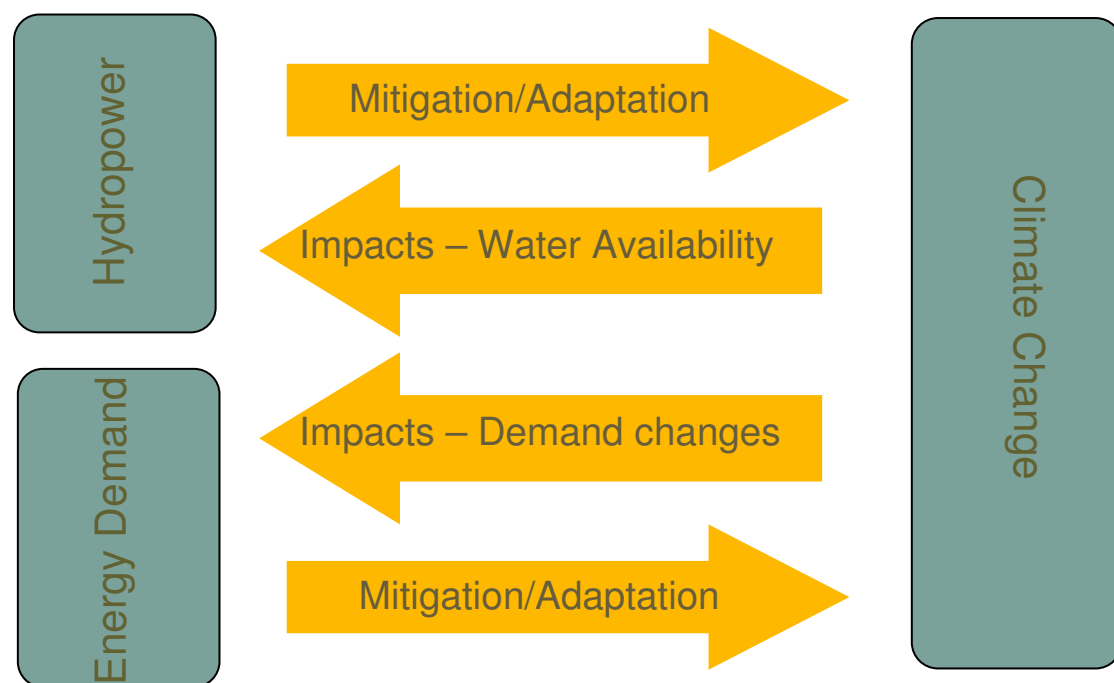 Hydropower
Mitigation/Adaptation
Impacts – Water Availability
Climate Change
Energy Demand
Impacts – Demand changes
Mitigation/Adaptation